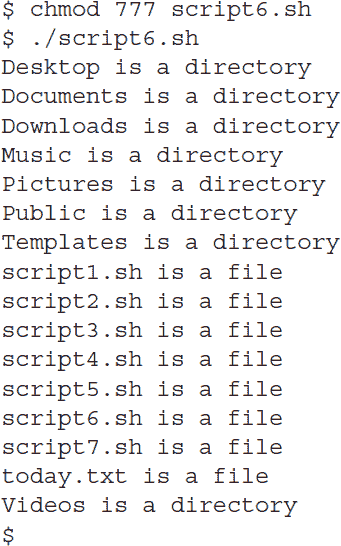 $ chmod 777 script6.sh
$ ./script6.sh
Desktop is a directory
Documents is a directory
Downloads is a directory
Music is a directory
Pictures is a directory
Public is a directory
Templates is a directory
script1.sh is a file
script2.sh is a file
script3.sh is a file
script4.sh is a file
script5.sh is a file
script6.sh is a file
script7.sh is a file
today.txt is a file
Videos is a directory
$